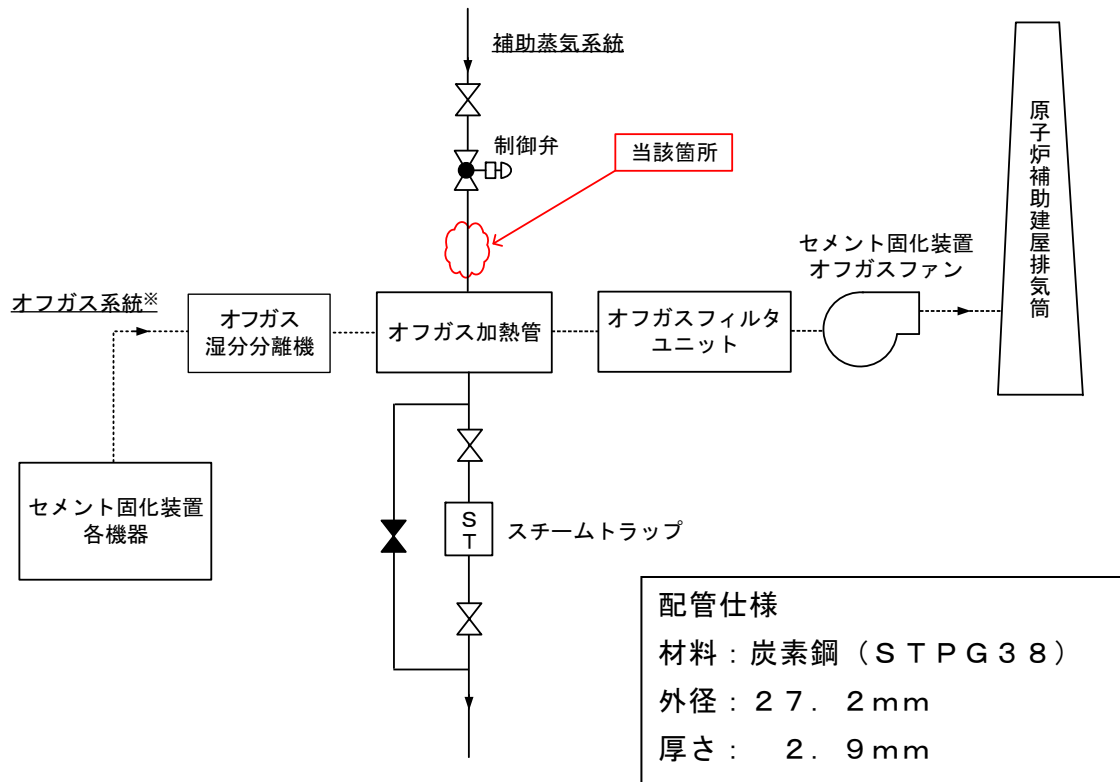 補助蒸気系統
制御弁
当該箇所
原子炉補助建屋排気筒
セメント固化装置
オフガスファン
オフガス系統※
オフガス
湿分分離機
オフガス加熱管
オフガスフィルタ
ユニット
セメント固化装置
各機器
ST
スチームトラップ
配管仕様
材料：炭素鋼（ＳＴＰＧ３８）
外径：２７．２ｍｍ
厚さ：　２．９ｍｍ